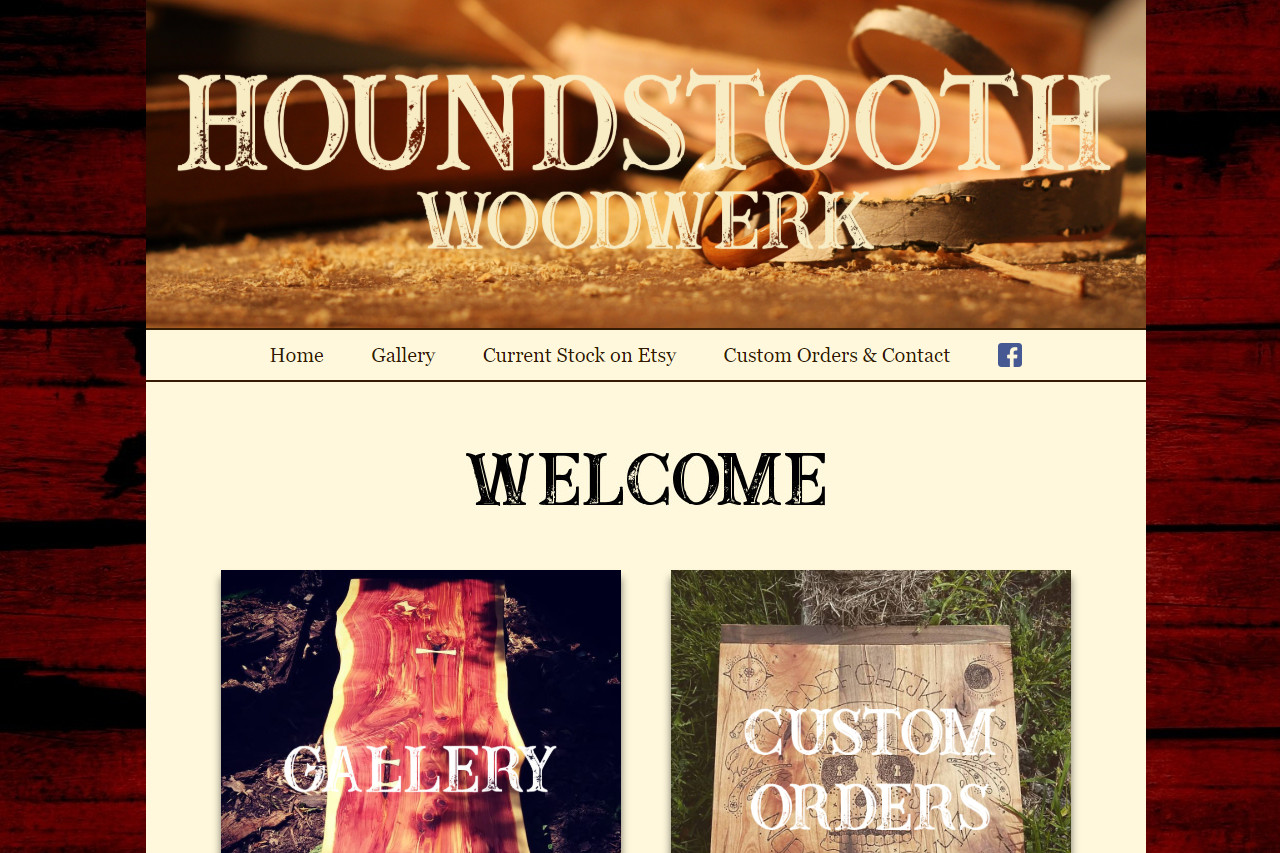 HOUNDSTOOTH
WOODWERK
Home Gallery Current Stock on Etsy Custom Orders & Contact
WELCOME
GALLERY
CUSTOM
ORDERS